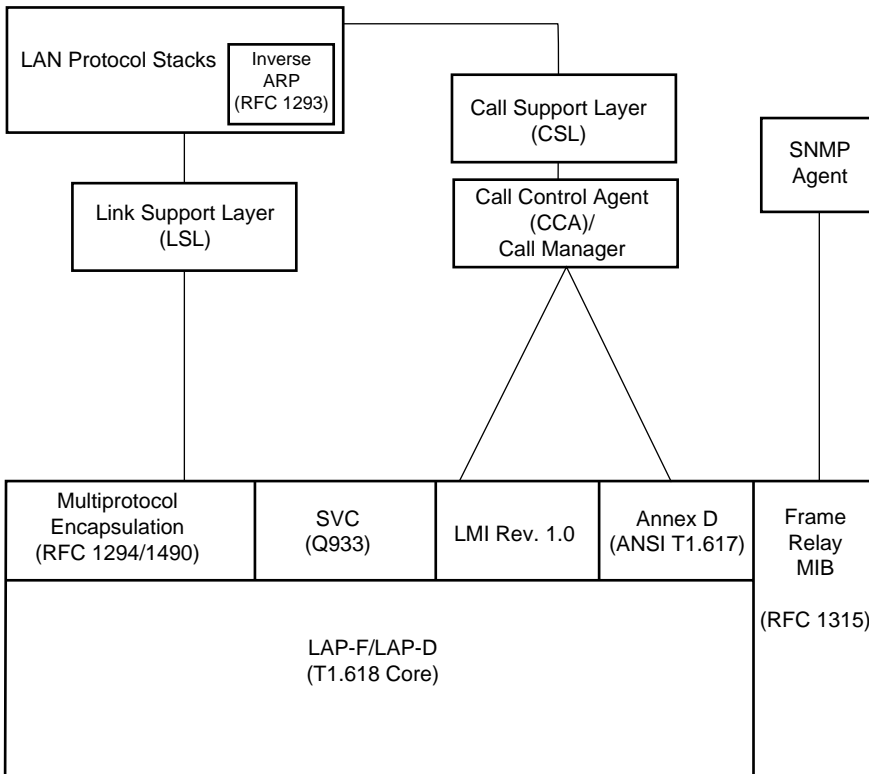 LAN Protocol Stacks
Inverse
ARP
(RFC 1293)
Call Support Layer
(CSL)
SNMP
Agent
Link Support Layer
(LSL)
Call Control Agent
(CCA)/
Call Manager
Multiprotocol
Encapsulation
(RFC 1294/1490)
SVC
(Q933)
LMI Rev. 1.0
Annex D
(ANSI T1.617)
Frame
Relay
MIB
(RFC 1315)
LAP-F/LAP-D
(T1.618 Core)